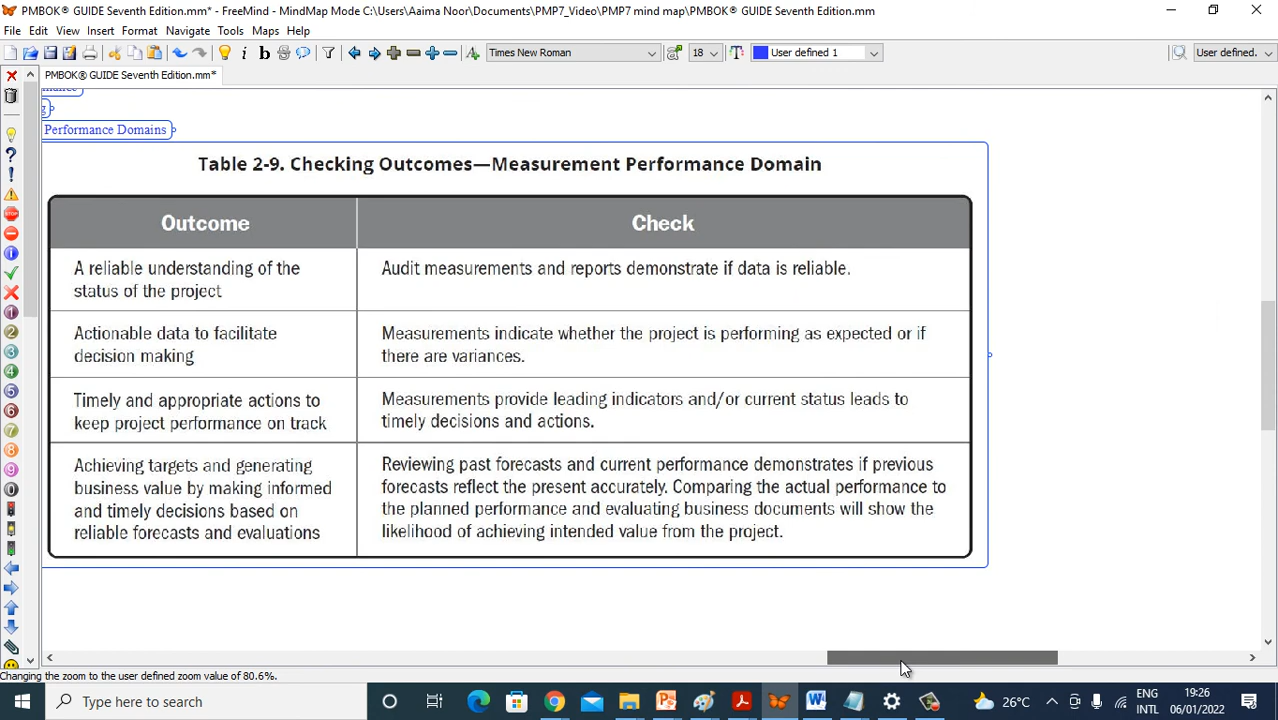 PMBOK® GUIDE Seventh Edition.mm* - FreeMind - MindMap Mode C:\Users\Aaima Noor\Documents\PMP7_Video\PMP7 mind map\PMBOK® GUIDE Seventh Edition.mm
File Edit View Insert Format Navigate Tools Maps Help
Times New Roman 18 User defined 1 User defined.
PMBOK® GUIDE Seventh Edition.mm*
g
Performance Domains
Table 2-9. Checking Outcomes—Measurement Performance Domain
Outcome Check
A reliable understanding of the
status of the project
Audit measurements and reports demonstrate if data is reliable.
Actionable data to facilitate
decision making
Measurements indicate whether the project is performing as expected or if
there are variances.
Timely and appropriate actions to
keep project performance on track
Measurements provide leading indicators and/or current status leads to
timely decisions and actions.
Achieving targets and generating
business value by making informed
and timely decisions based on
reliable forecasts and evaluations
Reviewing past forecasts and current performance demonstrates if previous
forecasts reflect the present accurately. Comparing the actual performance to
the planned performance and evaluating business documents will show the
likelihood of achieving intended value from the project.
Changing the zoom to the user defined zoom value of 80.6%.
Type here to search
26°C
ENG
INTL
19:26
06/01/2022